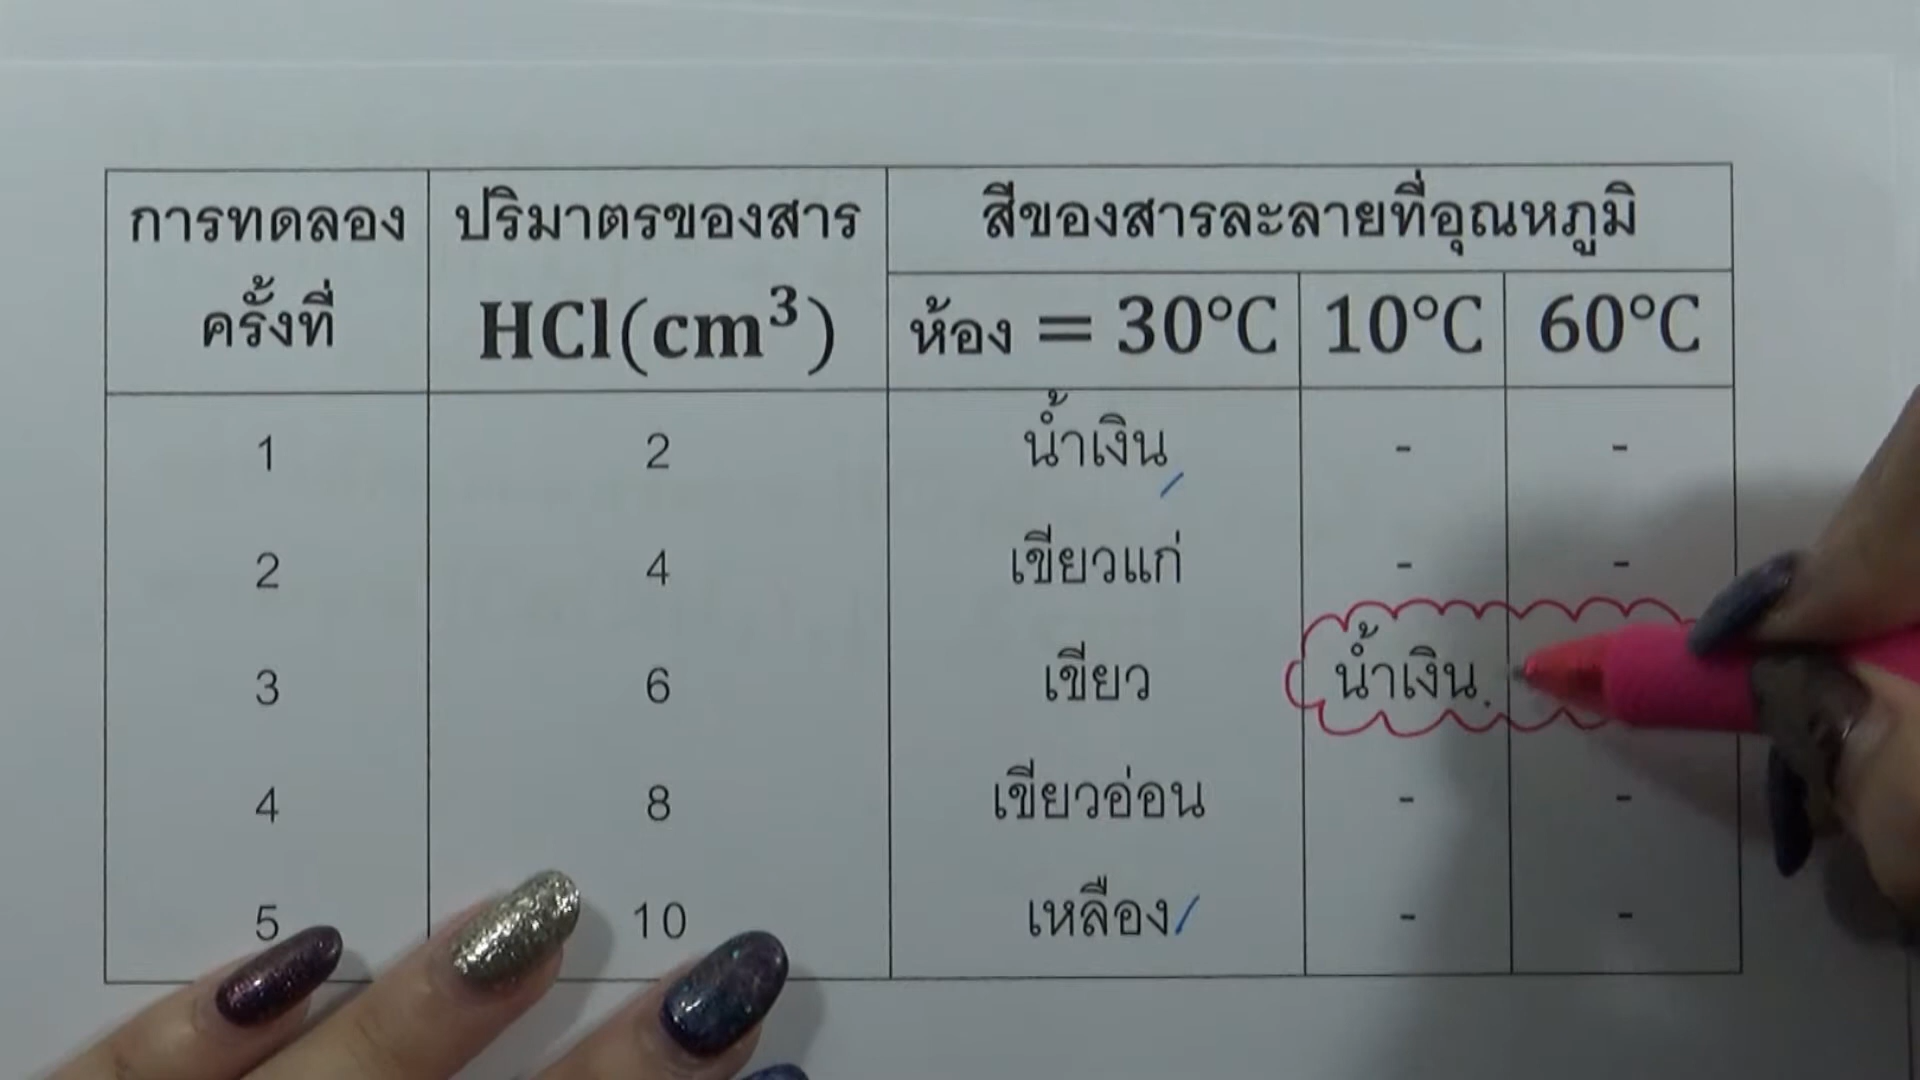 การทดลอง ครั้งที่ ปริมาตรของสาร HCl(cm³) สีของสารละลายที่อุณหภูมิ
ห้อง = 30°C 10°C 60°C
1 2 น้ำเงิน - -
2 4 เขียวแก่ - -
3 6 เขียว น้ำเงิน
4 8 เขียวอ่อน - -
5 10 เหลือง - -